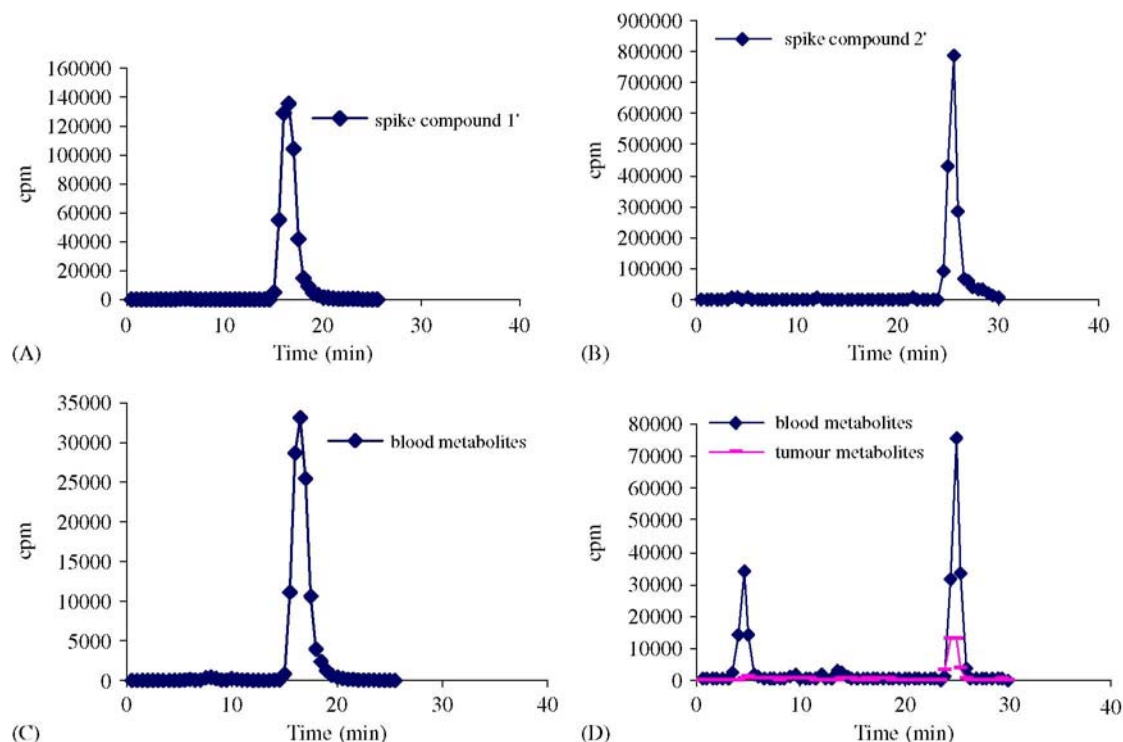 160000
140000
120000
100000
80000
60000
40000
20000
0
cpm
spike compound 1'
0 10 20 30 40
Time (min)
(A)
900000
800000
700000
600000
500000
400000
300000
200000
100000
0
cpm
spike compound 2'
0 10 20 30 40
Time (min)
(B)
35000
30000
25000
20000
15000
10000
5000
0
cpm
blood metabolites
0 10 20 30 40
Time (min)
(C)
80000
70000
60000
50000
40000
30000
20000
10000
0
cpm
blood metabolites
tumour metabolites
0 10 20 30 40
Time (min)
(D)